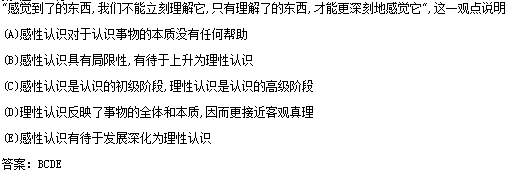 "感觉到了的东西,我们不能立刻理解它,只有理解了的东西,才能更深刻地感觉它",这一观点说明
(A)感性认识对于认识事物的本质没有任何帮助
(B)感性认识具有局限性,有待于上升为理性认识
(C)感性认识是认识的初级阶段,理性认识是认识的高级阶段
(D)理性认识反映了事物的全体和本质,因而更接近客观真理
(E)感性认识有待于发展深化为理性认识
答案: BCDE